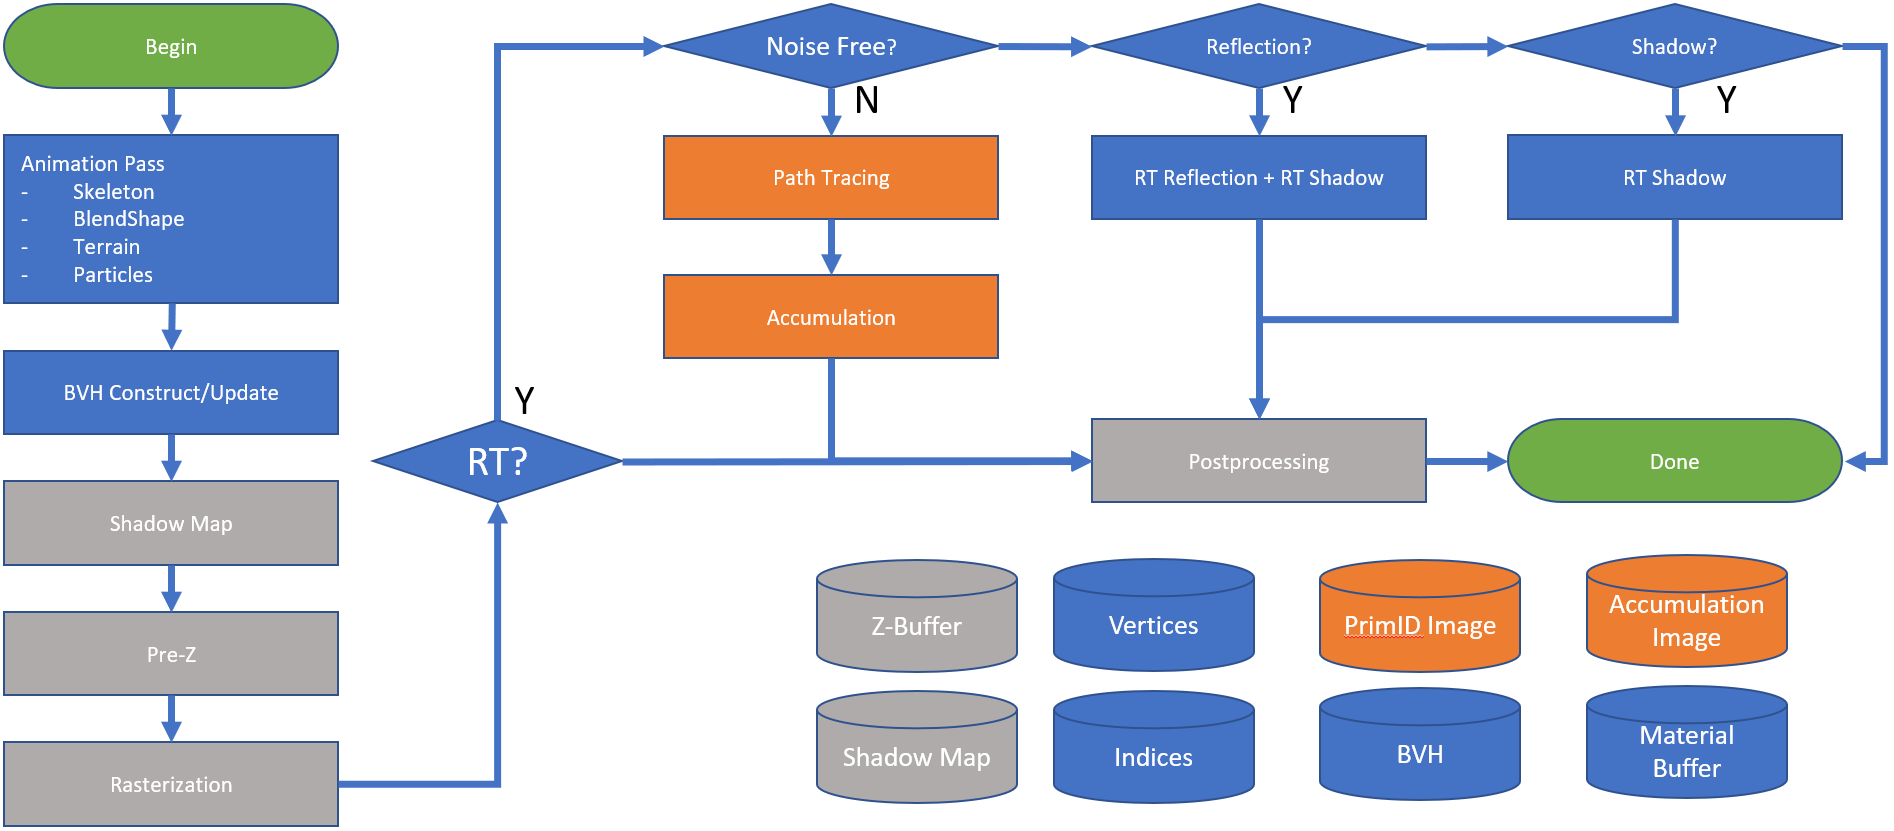 Begin
Animation Pass
- Skeleton
- BlendShape
- Terrain
- Particles
BVH Construct/Update
Shadow Map
Pre-Z
Rasterization
RT?
Y
Noise Free?
N
Path Tracing
Accumulation
Reflection?
Y
RT Reflection + RT Shadow
Shadow?
Y
RT Shadow
Postprocessing
Done
Z-Buffer
Vertices
PrimID Image
Accumulation
Image
Shadow Map
Indices
BVH
Material
Buffer